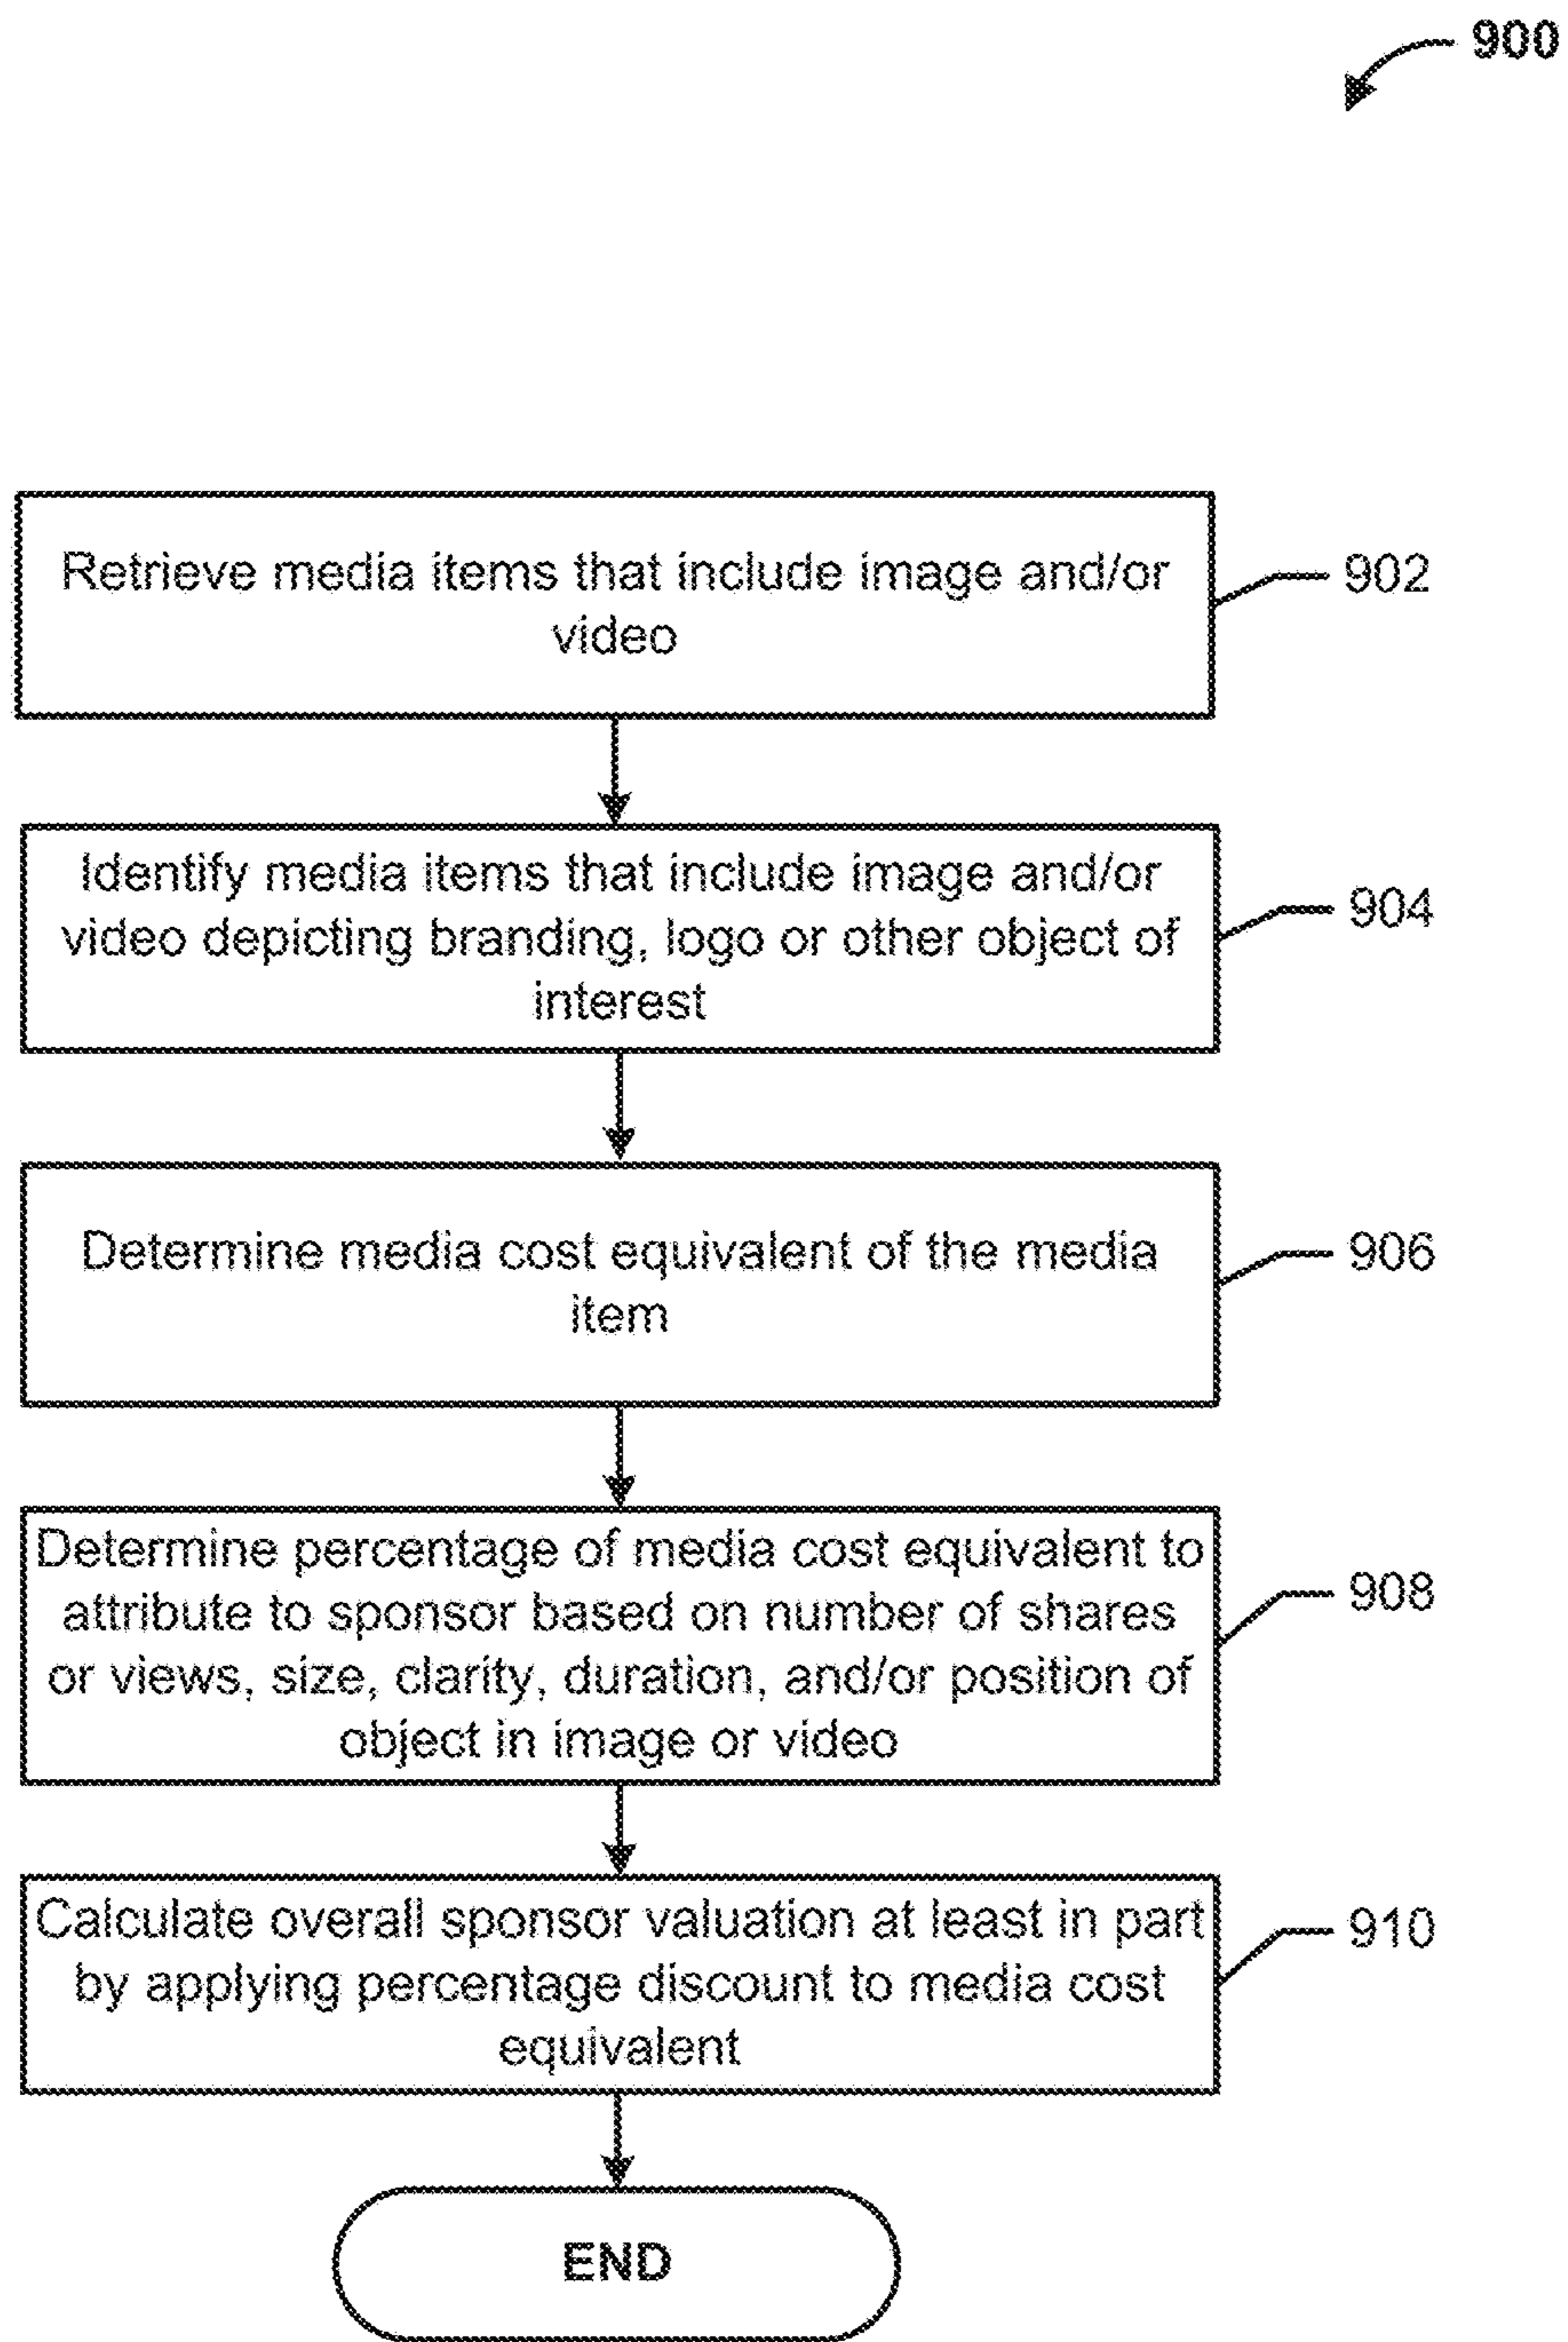 900
Retrieve media items that include image and/or
video
902
Identify media items that include image and/or
video depicting branding, logo or other object of
interest
904
Determine media cost equivalent of the media
item
906
Determine percentage of media cost equivalent to
attribute to sponsor based on number of shares
or views, size, clarity, duration, and/or position of
object in image or video
908
Calculate overall sponsor valuation at least in part
by applying percentage discount to media cost
equivalent
910
END